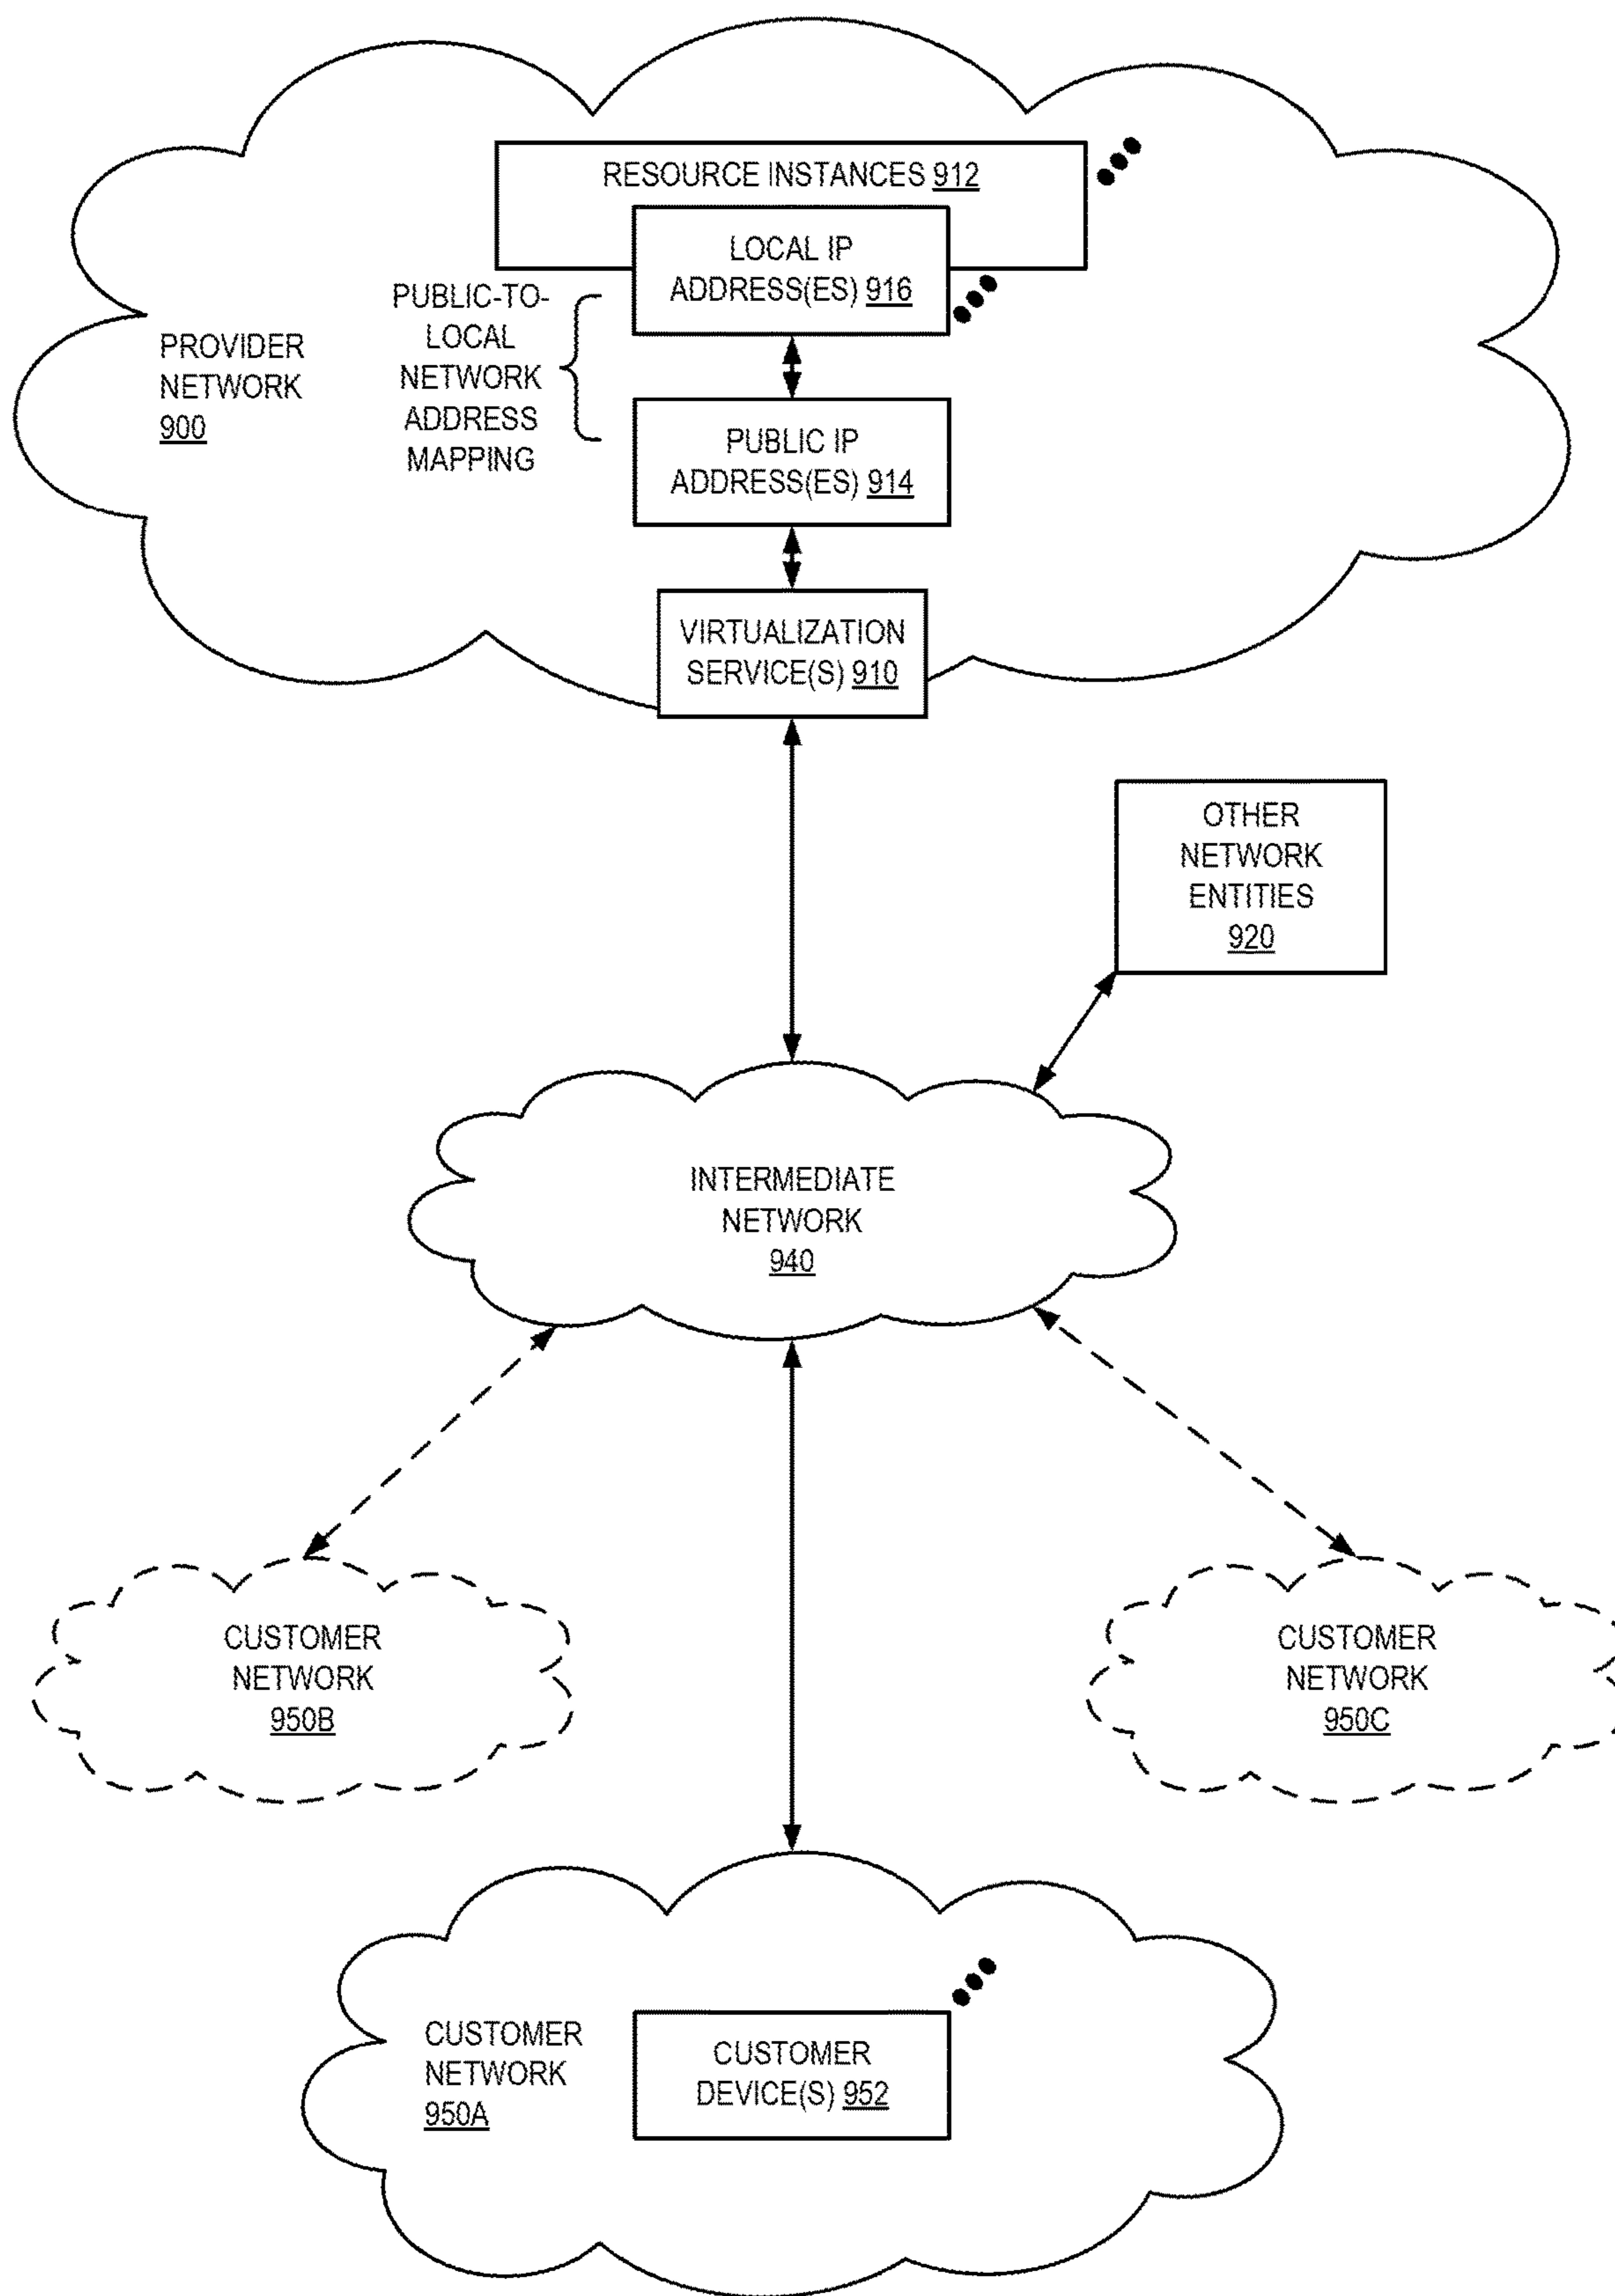 RESOURCE INSTANCES 912
LOCAL IP
ADDRESS(ES) 916
PUBLIC-TO-
LOCAL
NETWORK
ADDRESS
MAPPING
PROVIDER
NETWORK
900
PUBLIC IP
ADDRESS(ES) 914
VIRTUALIZATION
SERVICE(S) 910
OTHER
NETWORK
ENTITIES
920
INTERMEDIATE
NETWORK
940
CUSTOMER
NETWORK
950B
CUSTOMER
NETWORK
950C
CUSTOMER
NETWORK
950A
CUSTOMER
DEVICE(S) 952